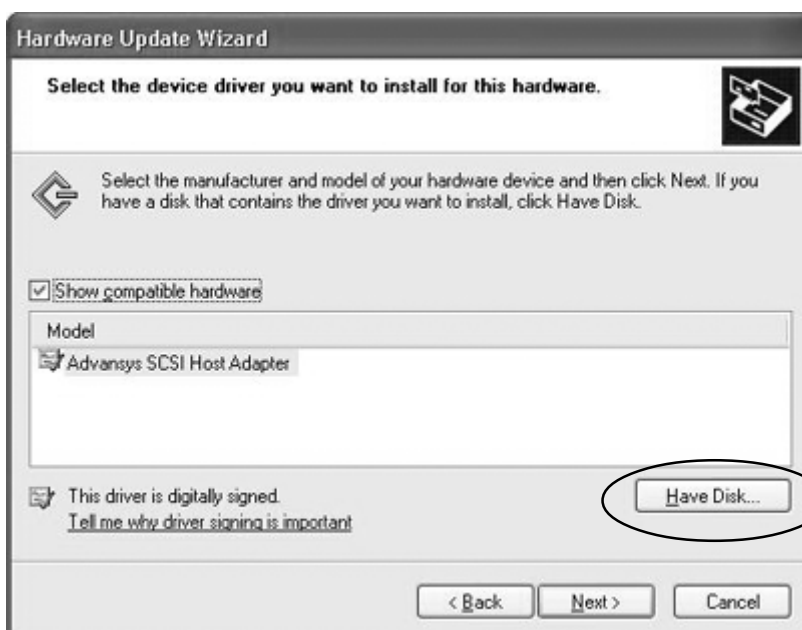 Hardware Update Wizard
Select the device driver you want to install for this hardware.
Select the manufacturer and model of your hardware device and then click Next. If you
have a disk that contains the driver you want to install, click Have Disk.
Show compatible hardware
Model
Advansys SCSI Host Adapter
This driver is digitally signed.
Have Disk...
Tell me why driver signing is important
< Back Next > Cancel